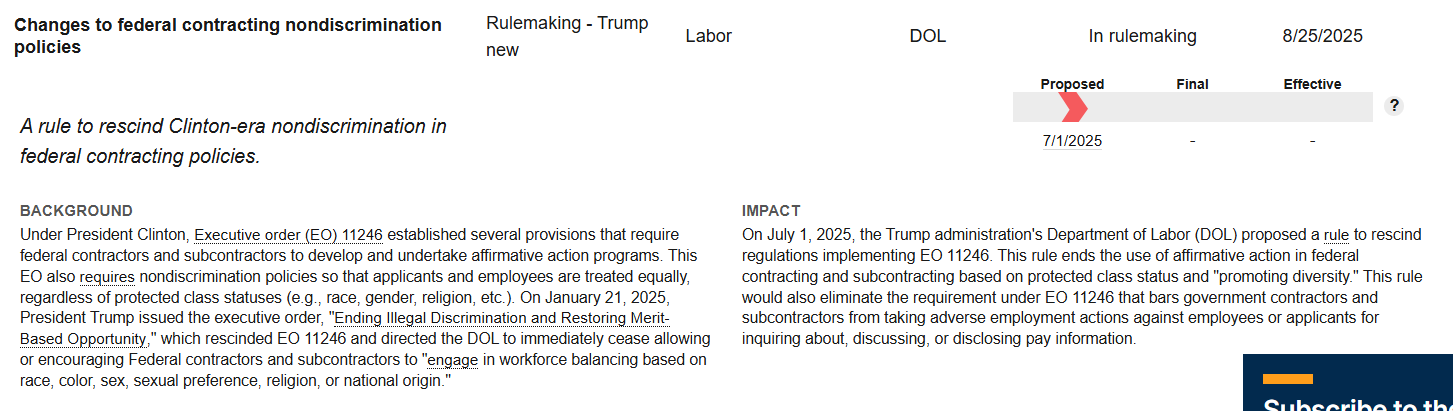 Changes to federal contracting nondiscrimination
policies
Rulemaking - Trump
new
Labor
DOL
In rulemaking
8/25/2025
Proposed
Final
Effective
?
7/1/2025
-
-
A rule to rescind Clinton-era nondiscrimination in
federal contracting policies.
BACKGROUND
Under President Clinton, Executive order (EO) 11246 established several provisions that require
federal contractors and subcontractors to develop and undertake affirmative action programs. This
EO also requires nondiscrimination policies so that applicants and employees are treated equally,
regardless of protected class statuses (e.g., race, gender, religion, etc.). On January 21, 2025,
President Trump issued the executive order, "Ending Illegal Discrimination and Restoring Merit-
Based Opportunity," which rescinded EO 11246 and directed the DOL to immediately cease allowing
or encouraging Federal contractors and subcontractors to "engage in workforce balancing based on
race, color, sex, sexual preference, religion, or national origin."
IMPACT
On July 1, 2025, the Trump administration's Department of Labor (DOL) proposed a rule to rescind
regulations implementing EO 11246. This rule ends the use of affirmative action in federal
contracting and subcontracting based on protected class status and "promoting diversity." This rule
would also eliminate the requirement under EO 11246 that bars government contractors and
subcontractors from taking adverse employment actions against employees or applicants for
inquiring about, discussing, or disclosing pay information.
Subscribe to the